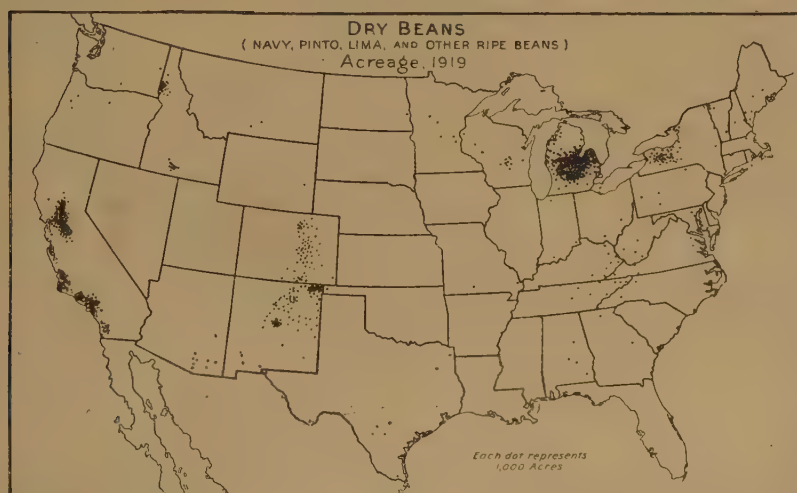 DRY BEANS
(NAVY, PINTO, LIMA, AND OTHER RIPE BEANS)
Acreage, 1919
Each dot represents
1,000 Acres